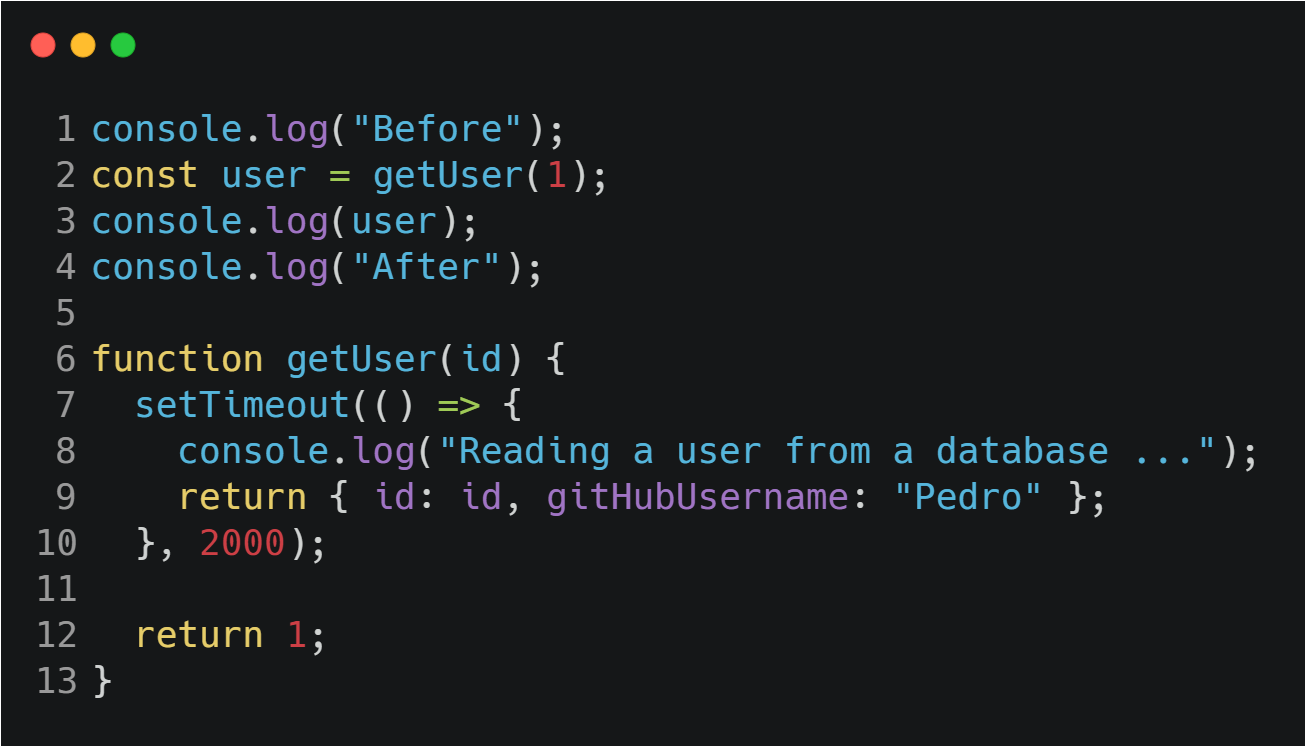 1 console.log("Before");
2 const user = getUser(1);
3 console.log(user);
4 console.log("After");
5
6 function getUser(id) {
7   setTimeout(() => {
8     console.log("Reading a user from a database ...");
9     return { id: id, gitHubUsername: "Pedro" };
10   }, 2000);
11
12   return 1;
13 }